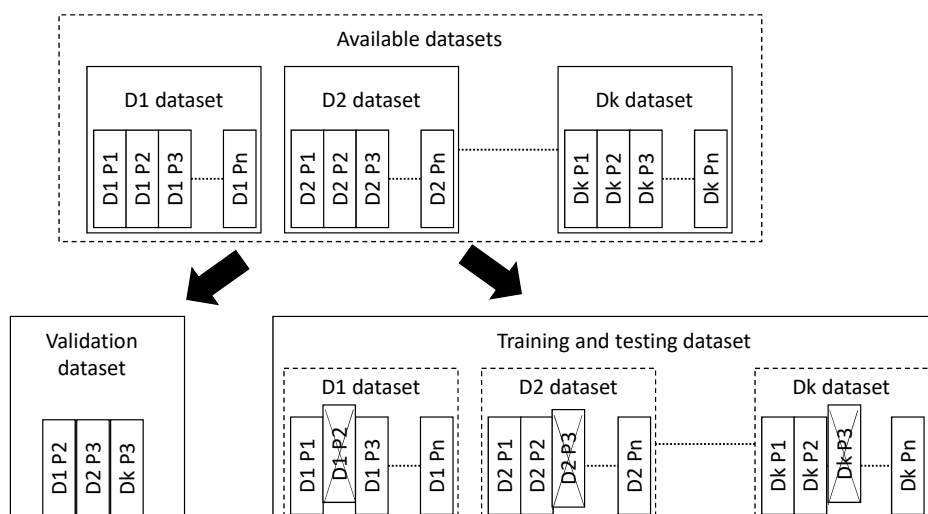 Available datasets
D1 dataset
D2 dataset
Dk dataset
D1 P1
D1 P2
D1 P3
D1 Pn
D2 P1
D2 P2
D2 P3
D2 Pn
Dk P1
Dk P2
Dk P3
Dk Pn
Validation
dataset
D1 P2
D2 P3
Dk P3
Training and testing dataset
D1 dataset
D2 dataset
Dk dataset
D1 P1
D1 P2
D1 P3
D1 Pn
D2 P1
D2 P2
D2 P3
D2 Pn
Dk P1
Dk P2
Dk P3
Dk Pn